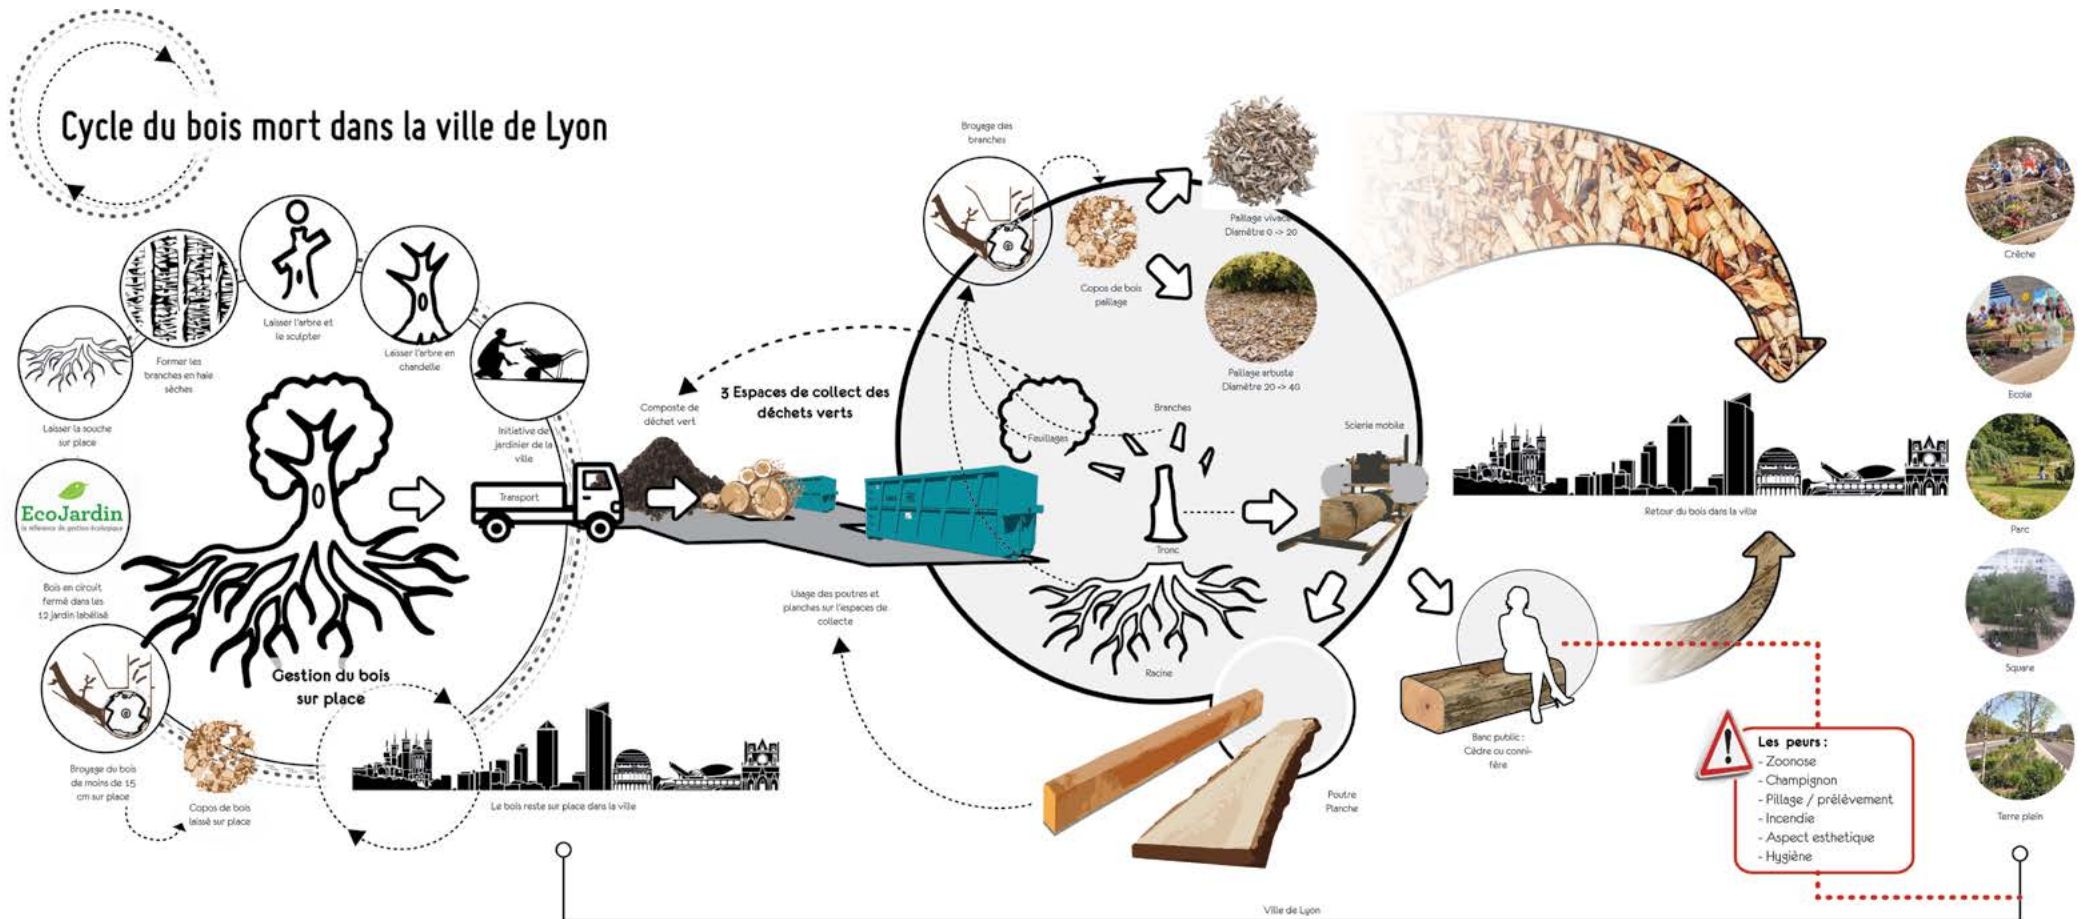 Cycle du bois mort dans la ville de Lyon
Laisser l'arbre et
le sculpter
Laisser l'arbre en
chandelle
Former les
branches en haie
sèches
Initietive de
jardinier de la
ville
Laisser la souche
sur place
EcoJardin
la référence de gestion écologique
Bois en circuit
fermé dans les
12 jardin labélisé
Gestion du bois
sur place
Broyage du bois
de moins de 15
cm sur place
Copos de bois
laissé sur place
Le bois reste sur place dans la ville
Transport
Composte de
déchet vert
3 Espaces de collect des
déchets verts
Usage des poutres et
planches sur l'espaces de
collecte
Broyage des
branches
Copos de bois
paillage
Paillage vivace
Diamètre 0 -> 20
Paillage arbuste
Diamètre 20 -> 40
Feuillages
Branches
Tronc
Racine
Scierie mobile
Poutre
Planche
Banc public :
Cèdre ou conni-
fère
Retour du bois dans la ville
Crèche
Ecole
Parc
Square
Terre plein
Les peurs :
- Zoonose
- Champignon
- Pillage / prélèvement
- Incendie
- Aspect esthetique
- Hygiène
Ville de Lyon